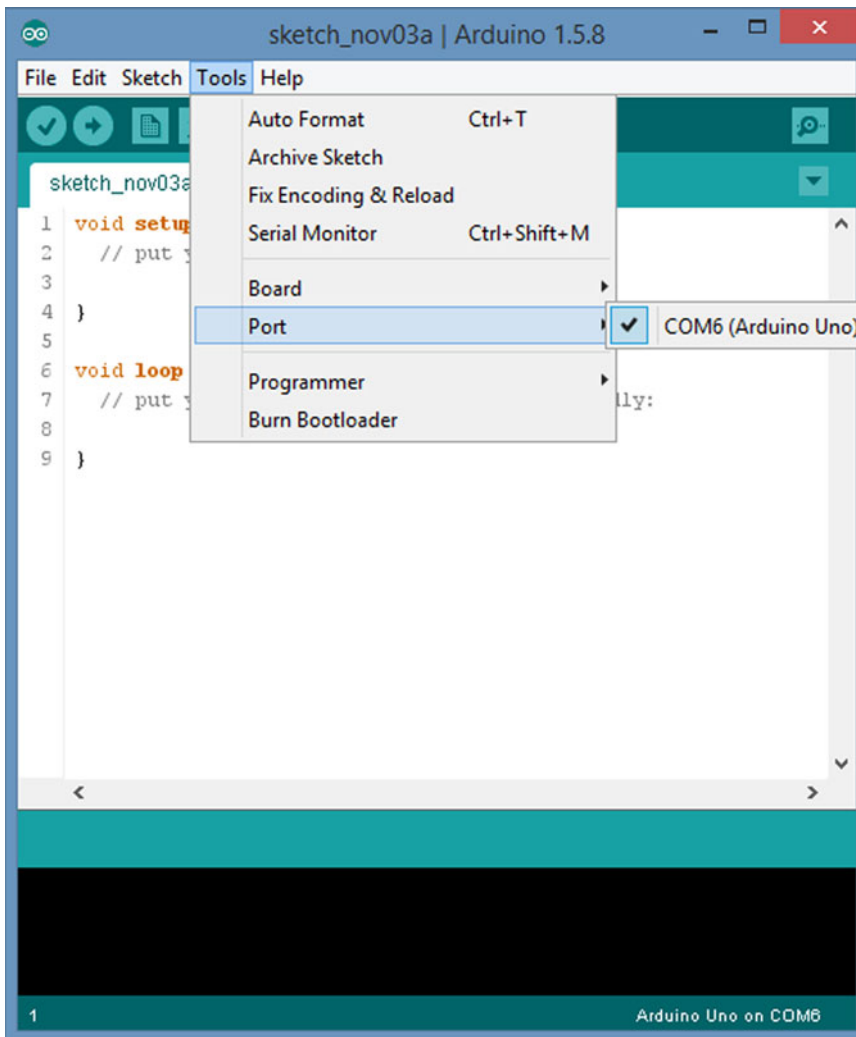 sketch_nov03a | Arduino 1.5.8
File Edit Sketch Tools Help
Auto Format Ctrl+T
Archive Sketch
Fix Encoding & Reload
Serial Monitor Ctrl+Shift+M
Board
Port
COM6 (Arduino Uno)
Programmer
Burn Bootloader
sketch_nov03a
1 void setup
2 // put
3
4 }
5
6 void loop
7 // put lly:
8
9 }
1 Arduino Uno on COM6